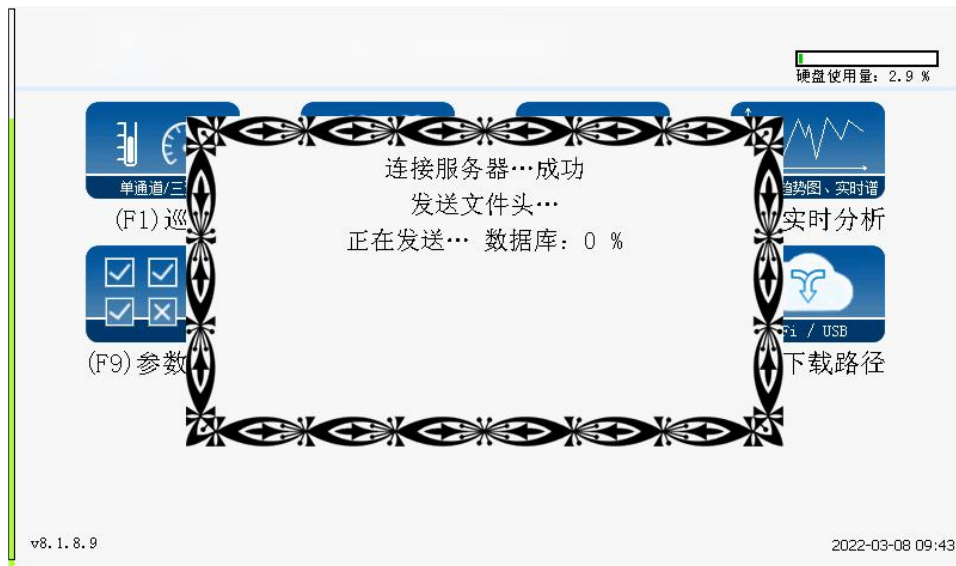 硬盘使用量: 2.9 %
单通道/三
(F1)巡
连接服务器…成功
发送文件头…
正在发送… 数据库: 0 %
趋势图、实时谱
实时分析
(F9)参数
Fi / USB
下载路径
v8.1.8.9
2022-03-08 09:43